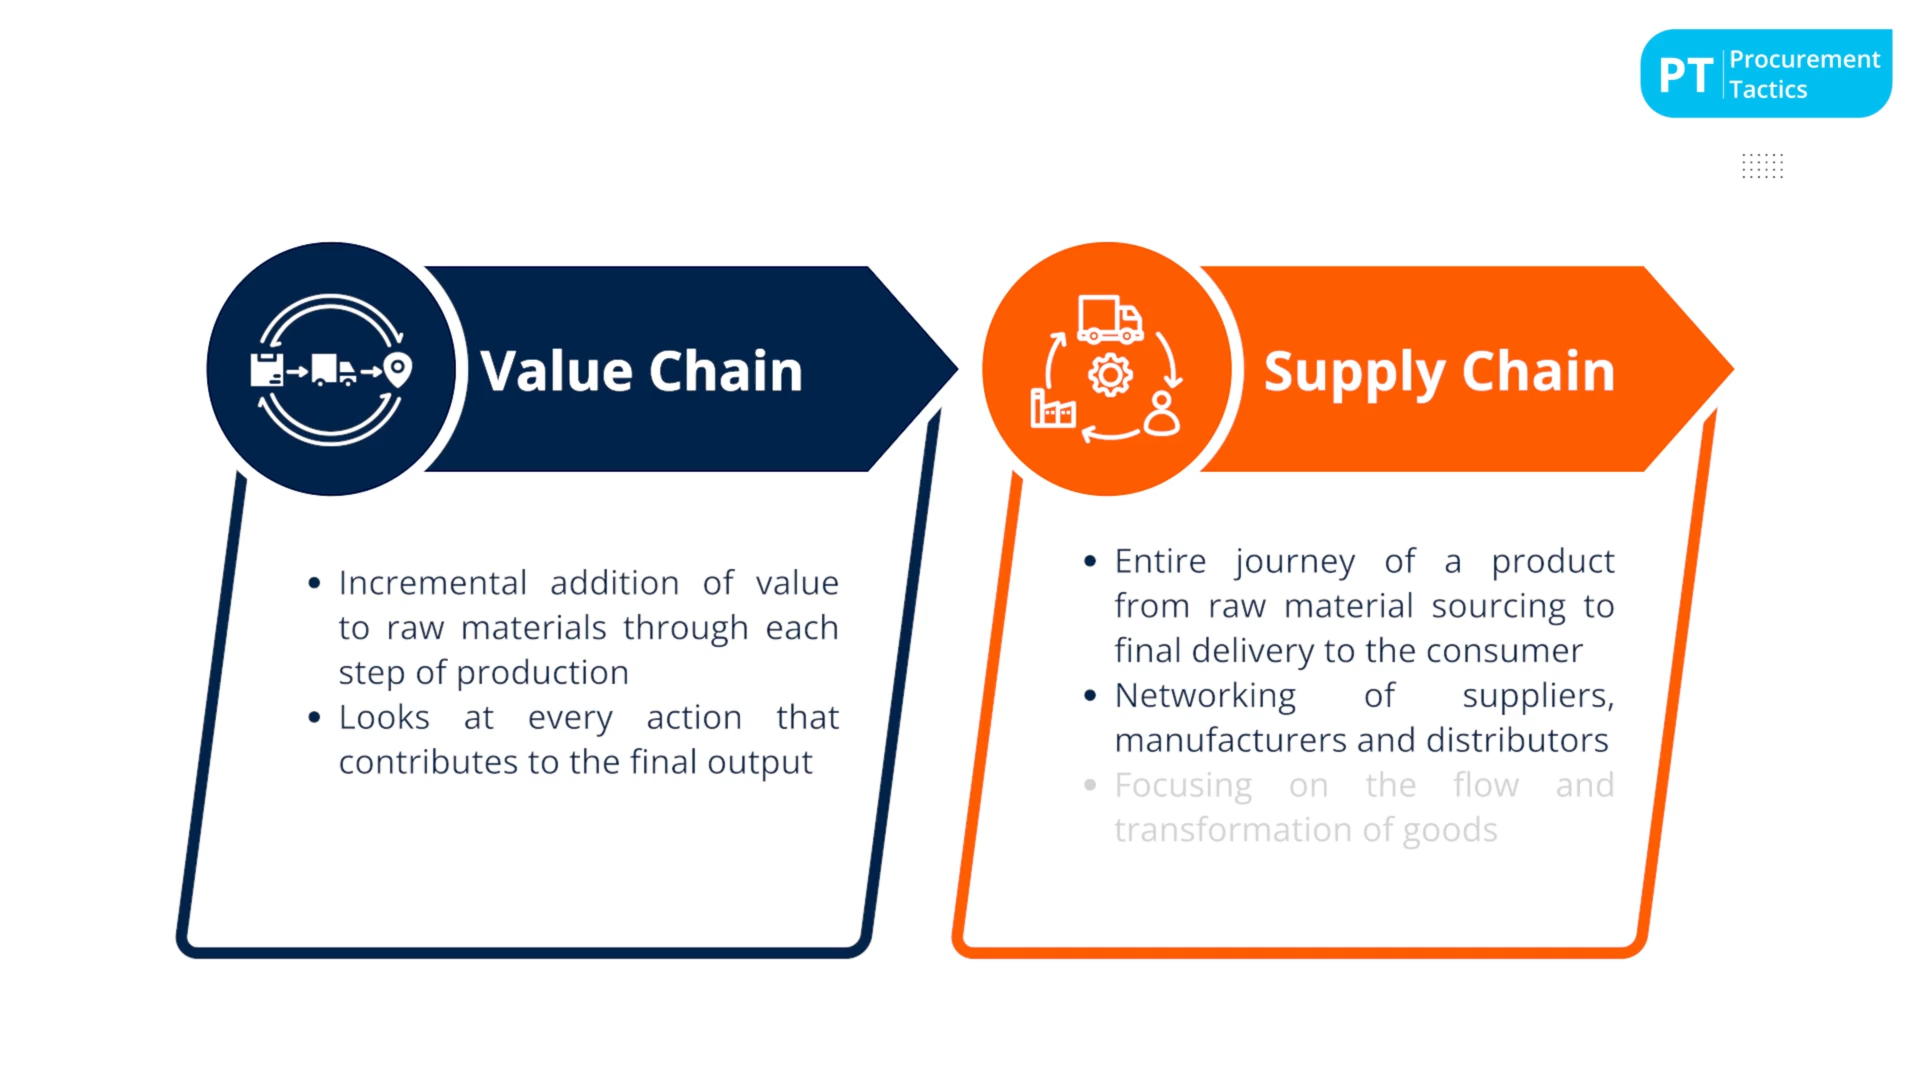 PT
Procurement
Tactics
Value Chain
• Incremental addition of value
to raw materials through each
step of production
• Looks at every action that
contributes to the final output
Supply Chain
• Entire journey of a product
from raw material sourcing to
final delivery to the consumer
• Networking of suppliers,
manufacturers and distributors
• Focusing on the flow and
transformation of goods